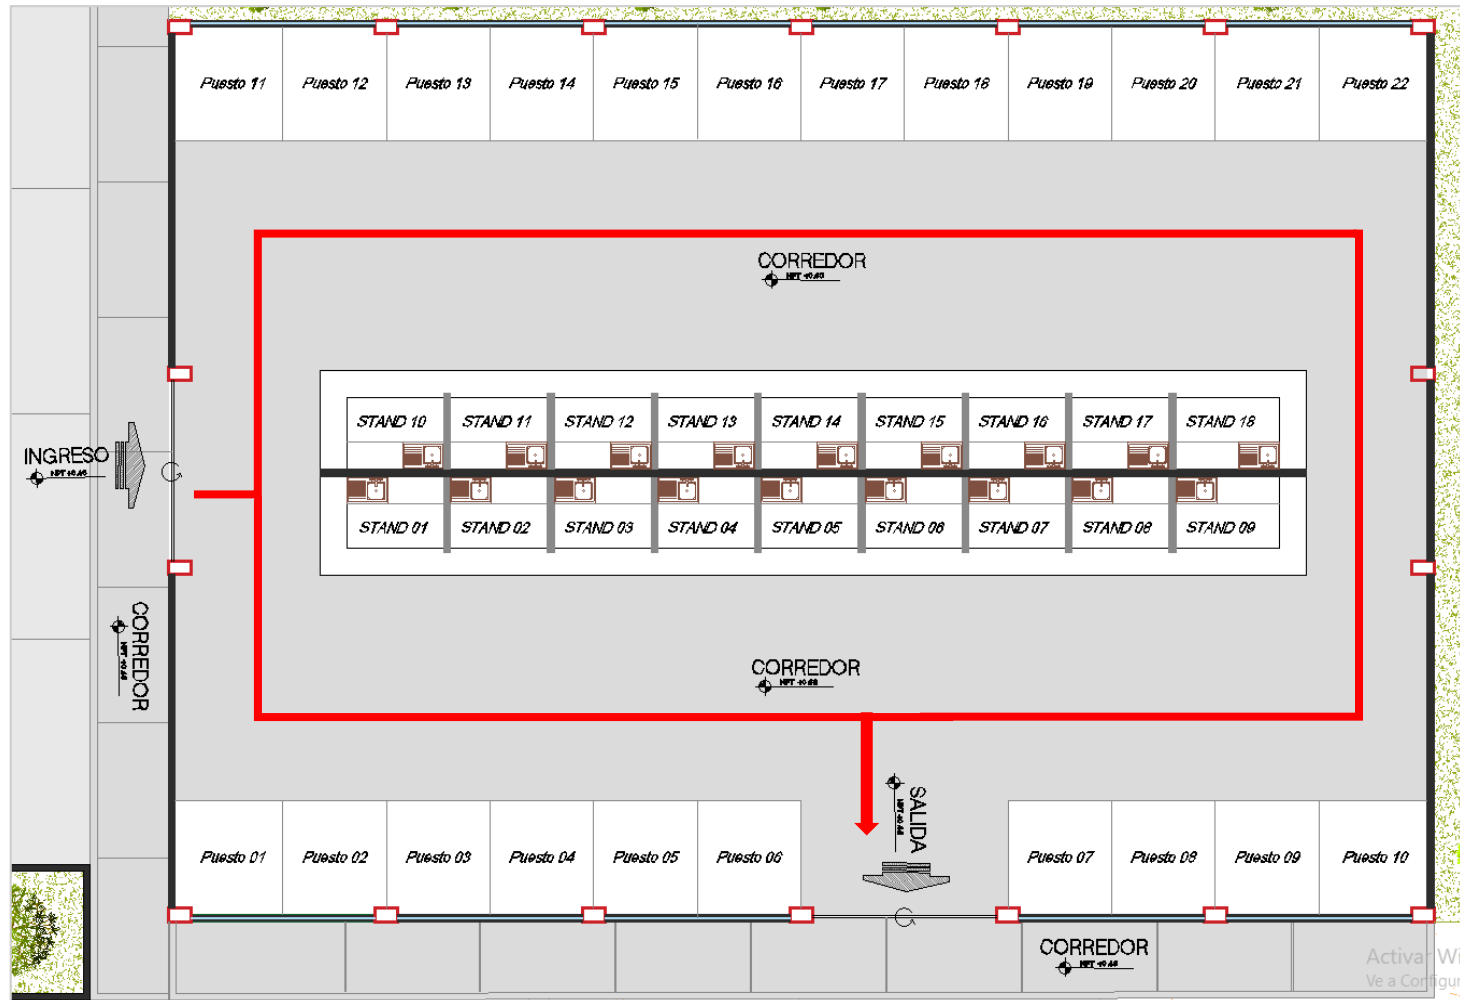 Puesto 11 Puesto 12 Puesto 13 Puesto 14 Puesto 15 Puesto 16 Puesto 17 Puesto 18 Puesto 19 Puesto 20 Puesto 21 Puesto 22
CORREDOR
STAND 10 STAND 11 STAND 12 STAND 13 STAND 14 STAND 15 STAND 16 STAND 17 STAND 18
INGRESO
STAND 01 STAND 02 STAND 03 STAND 04 STAND 05 STAND 06 STAND 07 STAND 08 STAND 09
CORREDOR
CORREDOR
SALIDA
Puesto 01 Puesto 02 Puesto 03 Puesto 04 Puesto 05 Puesto 06 Puesto 07 Puesto 08 Puesto 09 Puesto 10
CORREDOR
Activar Wi
Ve a Configur